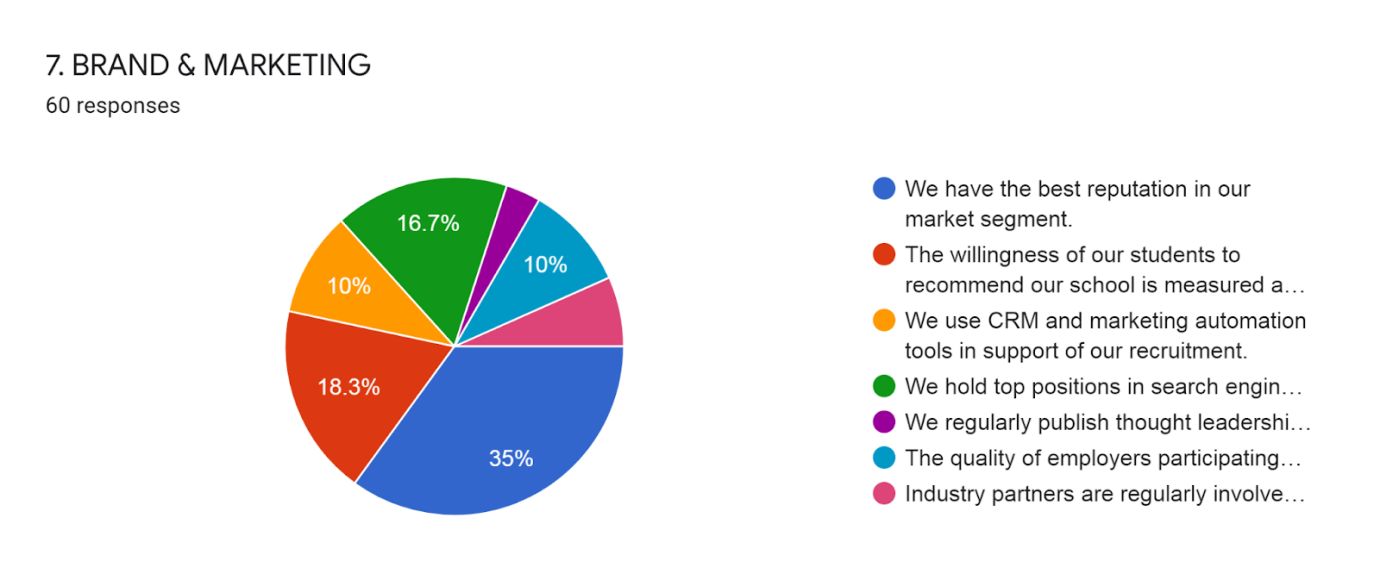 7. BRAND & MARKETING
60 responses
16.7%
10%
10%
18.3%
35%
We have the best reputation in our
market segment.
The willingness of our students to
recommend our school is measured a…
We use CRM and marketing automation
tools in support of our recruitment.
We hold top positions in search engin…
We regularly publish thought leadershi…
The quality of employers participating…
Industry partners are regularly involve…